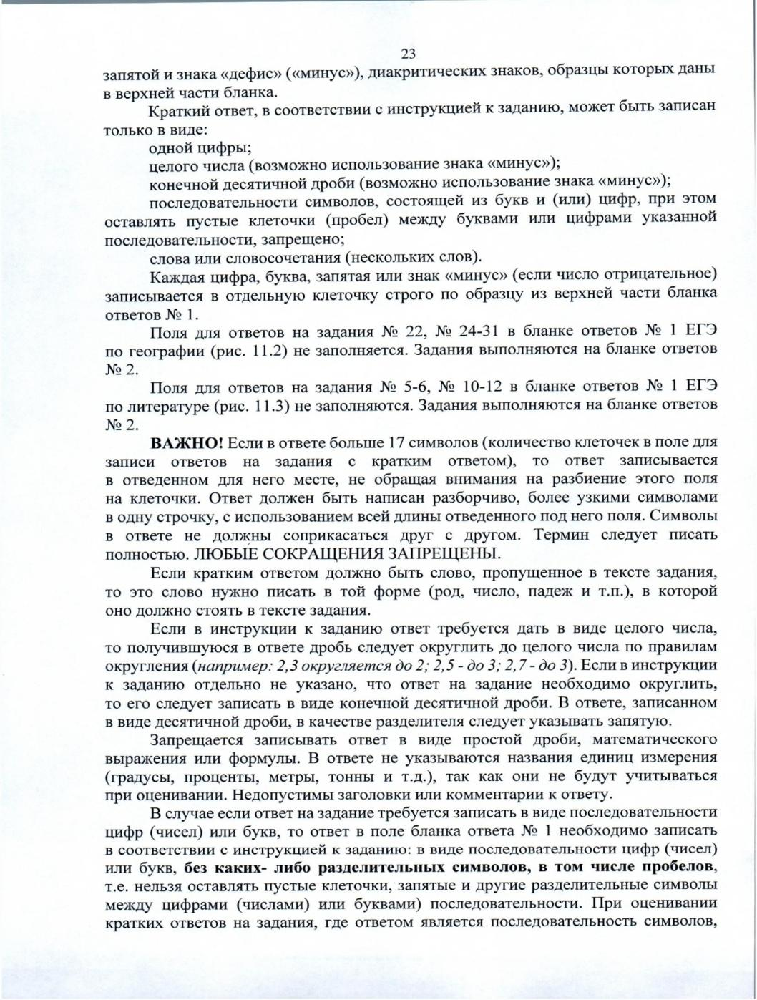 23
запятой и знака «дефис» («минус»), диакритических знаков, образцы которых даны
в верхней части бланка.
Краткий ответ, в соответствии с инструкцией к заданию, может быть записан
только в виде:
одной цифры;
целого числа (возможно использование знака «минус»);
конечной десятичной дроби (возможно использование знака «минус»);
последовательности символов, состоящей из букв и (или) цифр, при этом
оставлять пустые клеточки (пробел) между буквами или цифрами указанной
последовательности, запрещено;
слова или словосочетания (нескольких слов).
Каждая цифра, буква, запятая или знак «минус» (если число отрицательное)
записывается в отдельную клеточку строго по образцу из верхней части бланка
ответов № 1.
Поля для ответов на задания № 22, № 24-31 в бланке ответов № 1 ЕГЭ
по географии (рис. 11.2) не заполняется. Задания выполняются на бланке ответов
№ 2.
Поля для ответов на задания № 5-6, № 10-12 в бланке ответов № 1 ЕГЭ
по литературе (рис. 11.3) не заполняются. Задания выполняются на бланке ответов
№ 2.
ВАЖНО! Если в ответе больше 17 символов (количество клеточек в поле для
записи ответов на задания с кратким ответом), то ответ записывается
в отведенном для него месте, не обращая внимания на разбиение этого поля
на клеточки. Ответ должен быть написан разборчиво, более узкими символами
в одну строчку, с использованием всей длины отведенного под него поля. Символы
в ответе не должны соприкасаться друг с другом. Термин следует писать
полностью. ЛЮБЫЕ СОКРАЩЕНИЯ ЗАПРЕЩЕНЫ.
Если кратким ответом должно быть слово, пропущенное в тексте задания,
то это слово нужно писать в той форме (род, число, падеж и т.п.), в которой
оно должно стоять в тексте задания.
Если в инструкции к заданию ответ требуется дать в виде целого числа,
то получившуюся в ответе дробь следует округлить до целого числа по правилам
округления (например: 2,3 округляется до 2; 2,5 - до 3; 2,7 - до 3). Если в инструкции
к заданию отдельно не указано, что ответ на задание необходимо округлить,
то его следует записать в виде конечной десятичной дроби. В ответе, записанном
в виде десятичной дроби, в качестве разделителя следует указывать запятую.
Запрещается записывать ответ в виде простой дроби, математического
выражения или формулы. В ответе не указываются названия единиц измерения
(градусы, проценты, метры, тонны и т.д.), так как они не будут учитываться
при оценивании. Недопустимы заголовки или комментарии к ответу.
В случае если ответ на задание требуется записать в виде последовательности
цифр (чисел) или букв, то ответ в поле бланка ответа № 1 необходимо записать
в соответствии с инструкцией к заданию: в виде последовательности цифр (чисел)
или букв, без каких- либо разделительных символов, в том числе пробелов,
т.е. нельзя оставлять пустые клеточки, запятые и другие разделительные символы
между цифрами (числами) или буквами) последовательности. При оценивании
кратких ответов на задания, где ответом является последовательность символов,